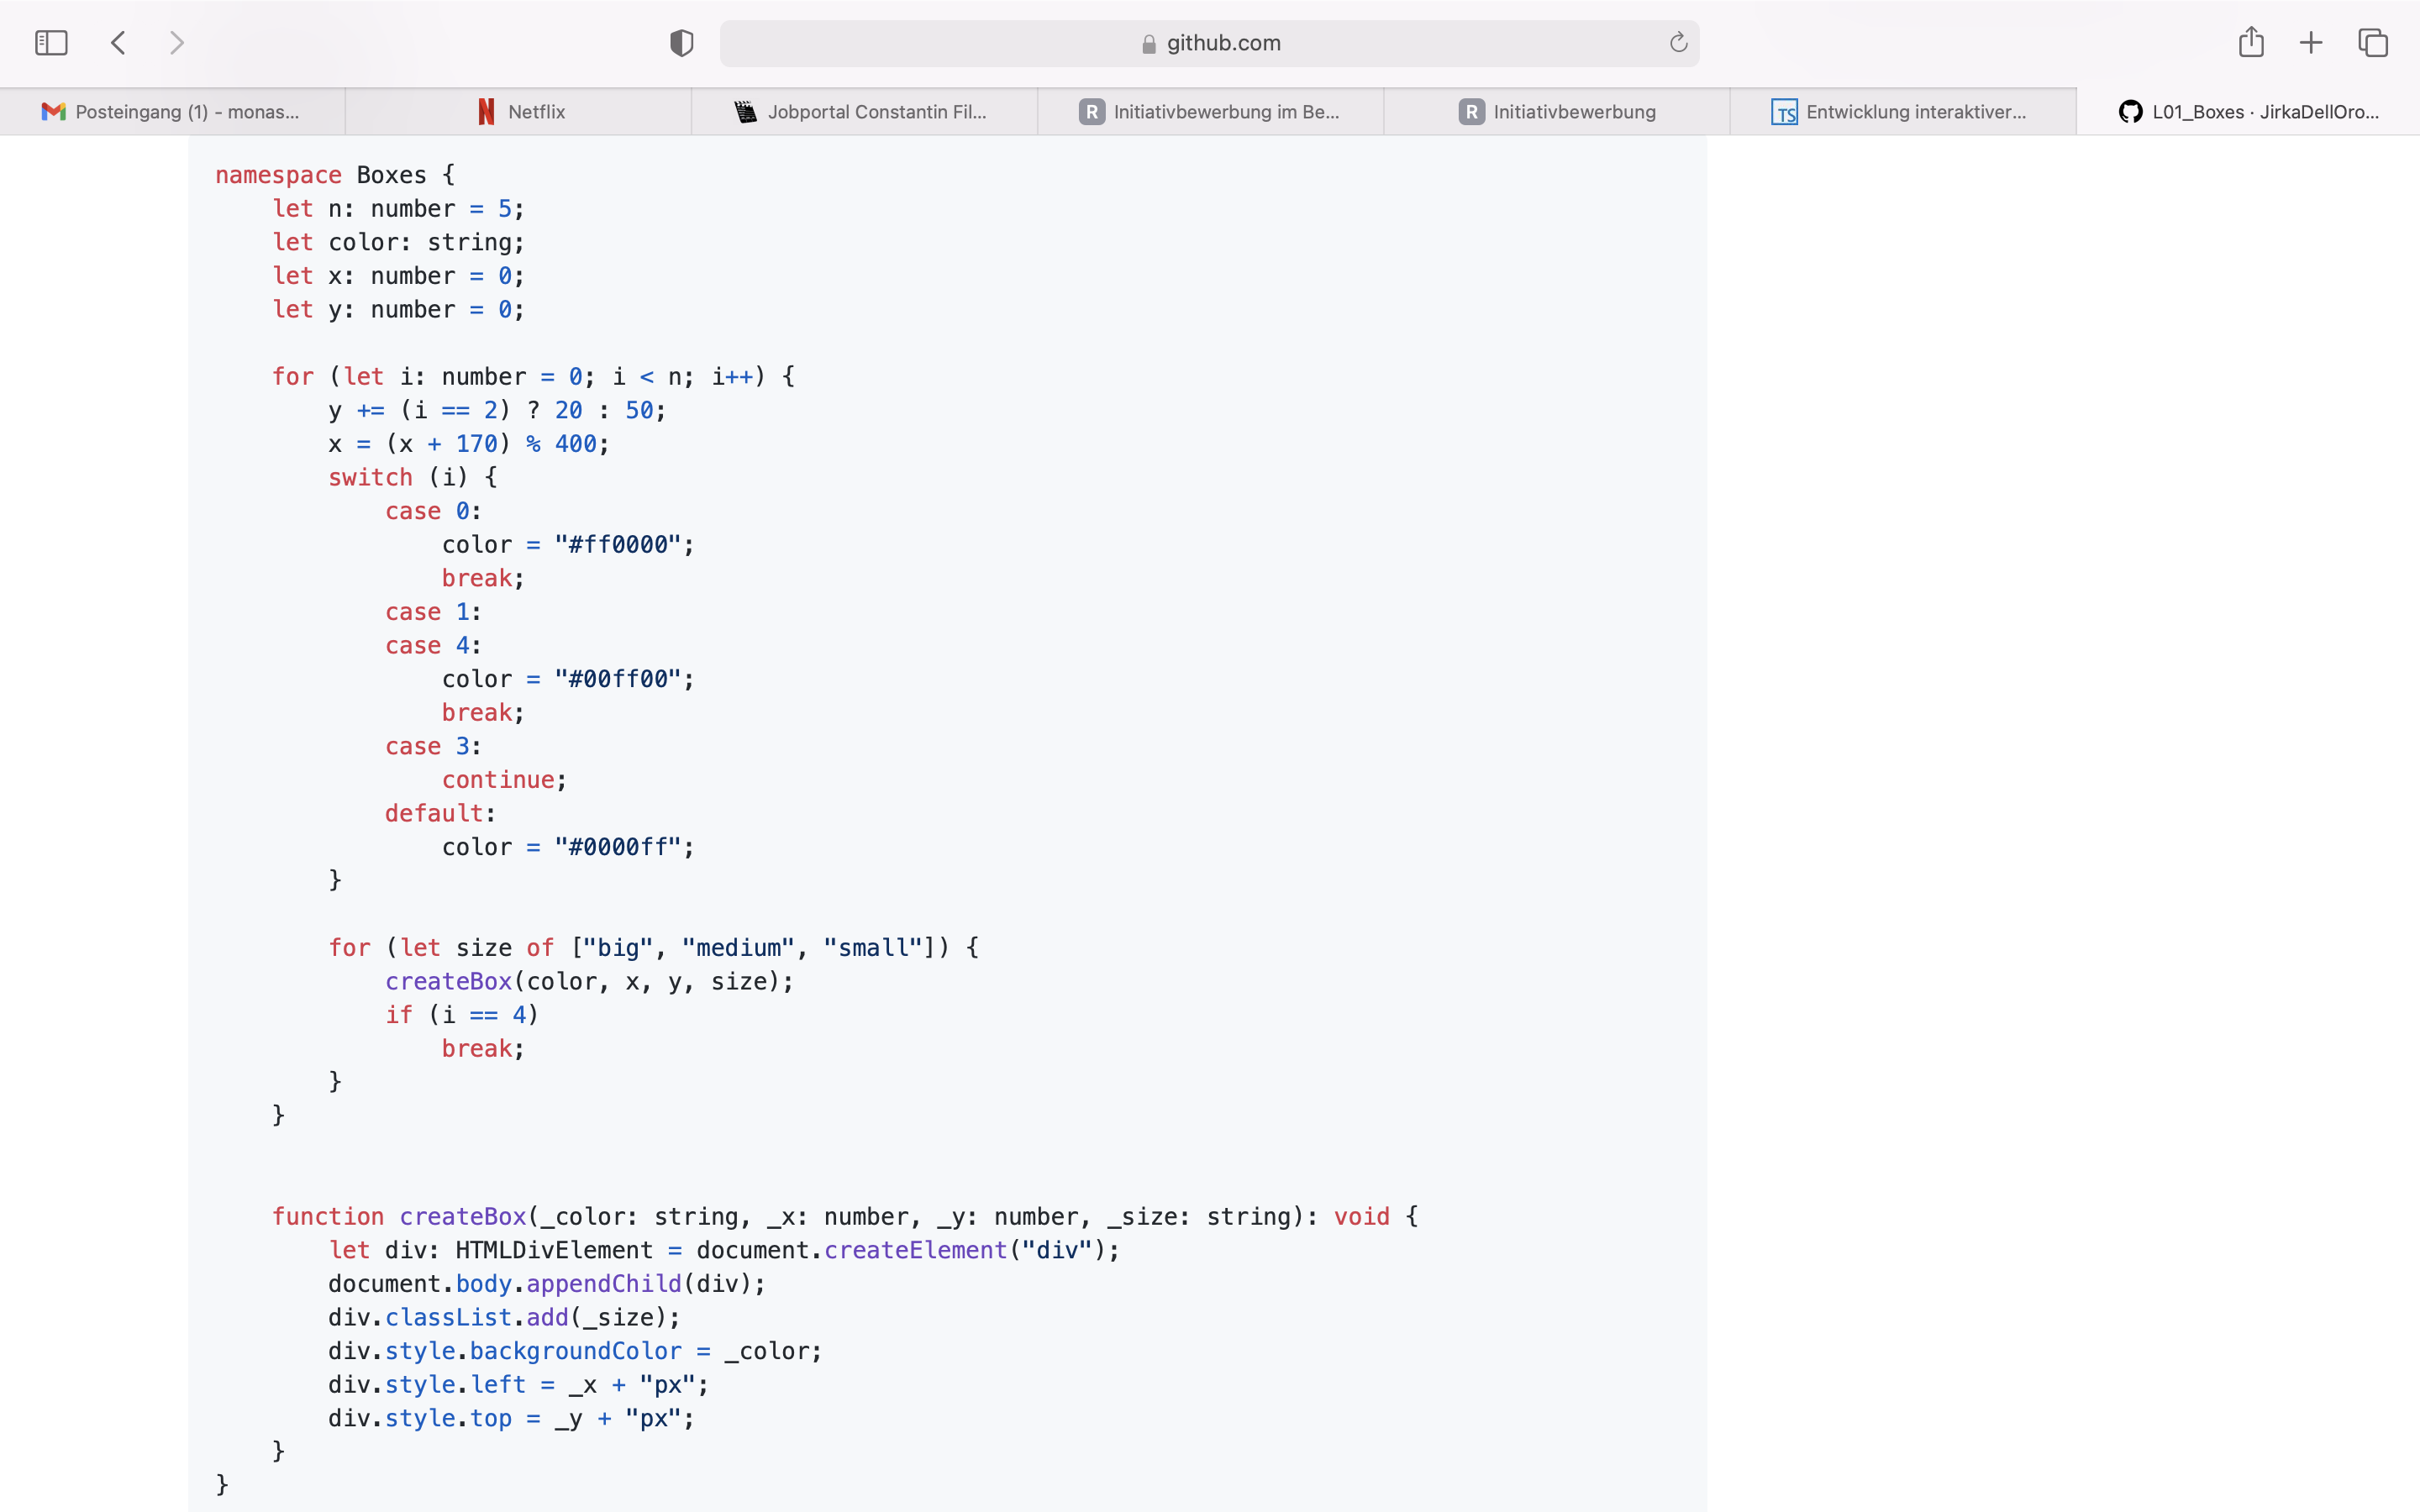 github.com
Posteingang (1) - monas...
Netflix
Jobportal Constantin Fil...
R Initiativbewerbung im Be...
R Initiativbewerbung
TS Entwicklung interaktiver...
L01_Boxes · JirkaDellOro...
namespace Boxes {
    let n: number = 5;
    let color: string;
    let x: number = 0;
    let y: number = 0;

    for (let i: number = 0; i < n; i++) {
        y += (i == 2) ? 20 : 50;
        x = (x + 170) % 400;
        switch (i) {
            case 0:
                color = "#ff0000";
                break;
            case 1:
            case 4:
                color = "#00ff00";
                break;
            case 3:
                continue;
            default:
                color = "#0000ff";
        }

        for (let size of ["big", "medium", "small"]) {
            createBox(color, x, y, size);
            if (i == 4)
                break;
        }
    }


    function createBox(_color: string, _x: number, _y: number, _size: string): void {
        let div: HTMLDivElement = document.createElement("div");
        document.body.appendChild(div);
        div.classList.add(_size);
        div.style.backgroundColor = _color;
        div.style.left = _x + "px";
        div.style.top = _y + "px";
    }
}